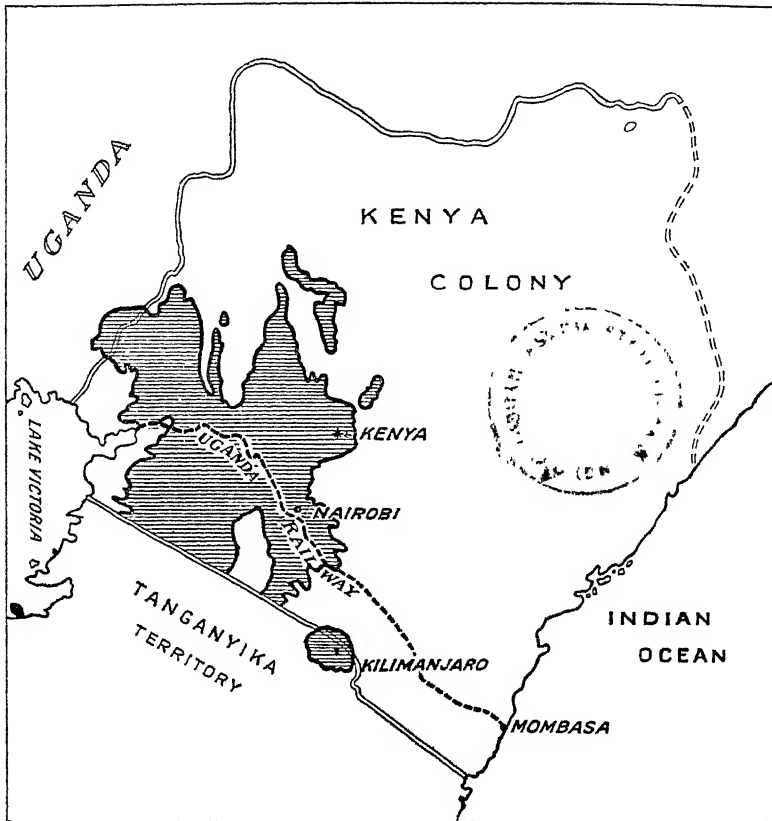 UGANDA
KENYA
COLONY
KENYA
UGANDA
RAILWAY
NAIROBI
LAKE VICTORIA
TANGANYIKA
TERRITORY
KILIMANJARO
INDIAN
OCEAN
MOMBASA